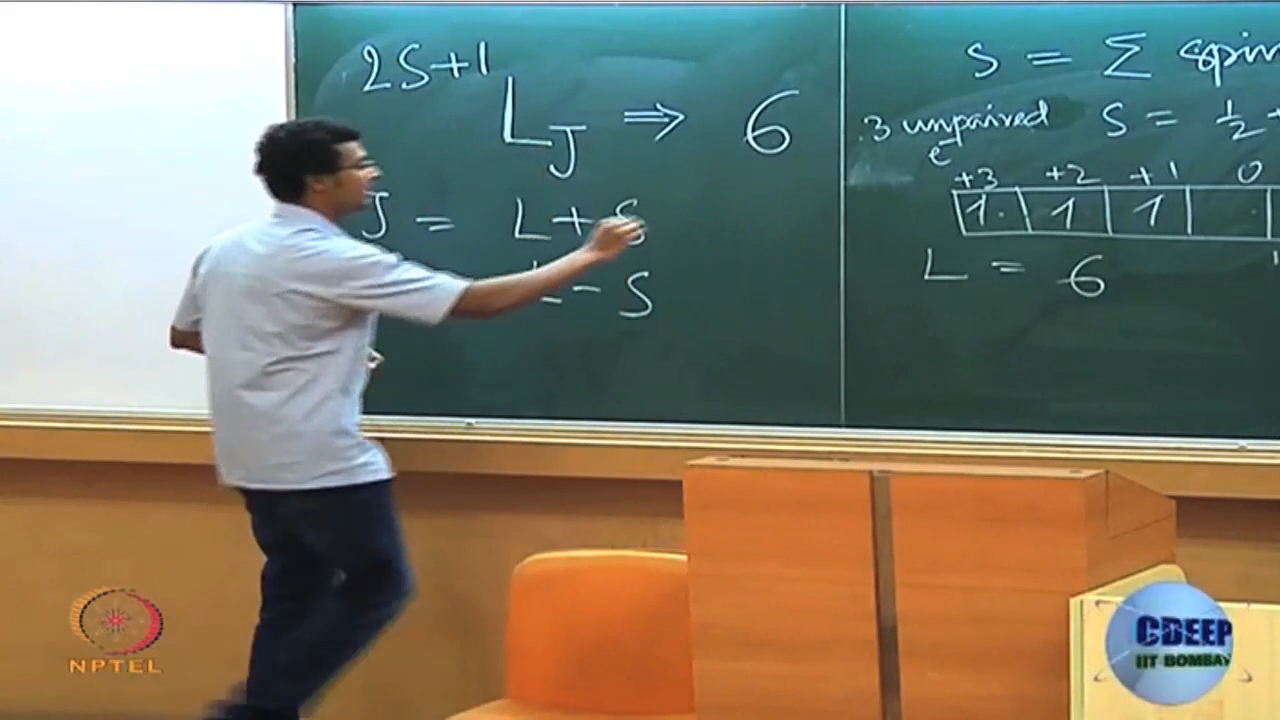 2S+1
L_J ⇒ 6
J = L + S
L - S
S = Σ spin
3 unpaired e⁻ S = 1/2 +
+3 +2 +1 0
1 1 1
L = 6
NPTEL
CDEEP
IIT BOMBAY